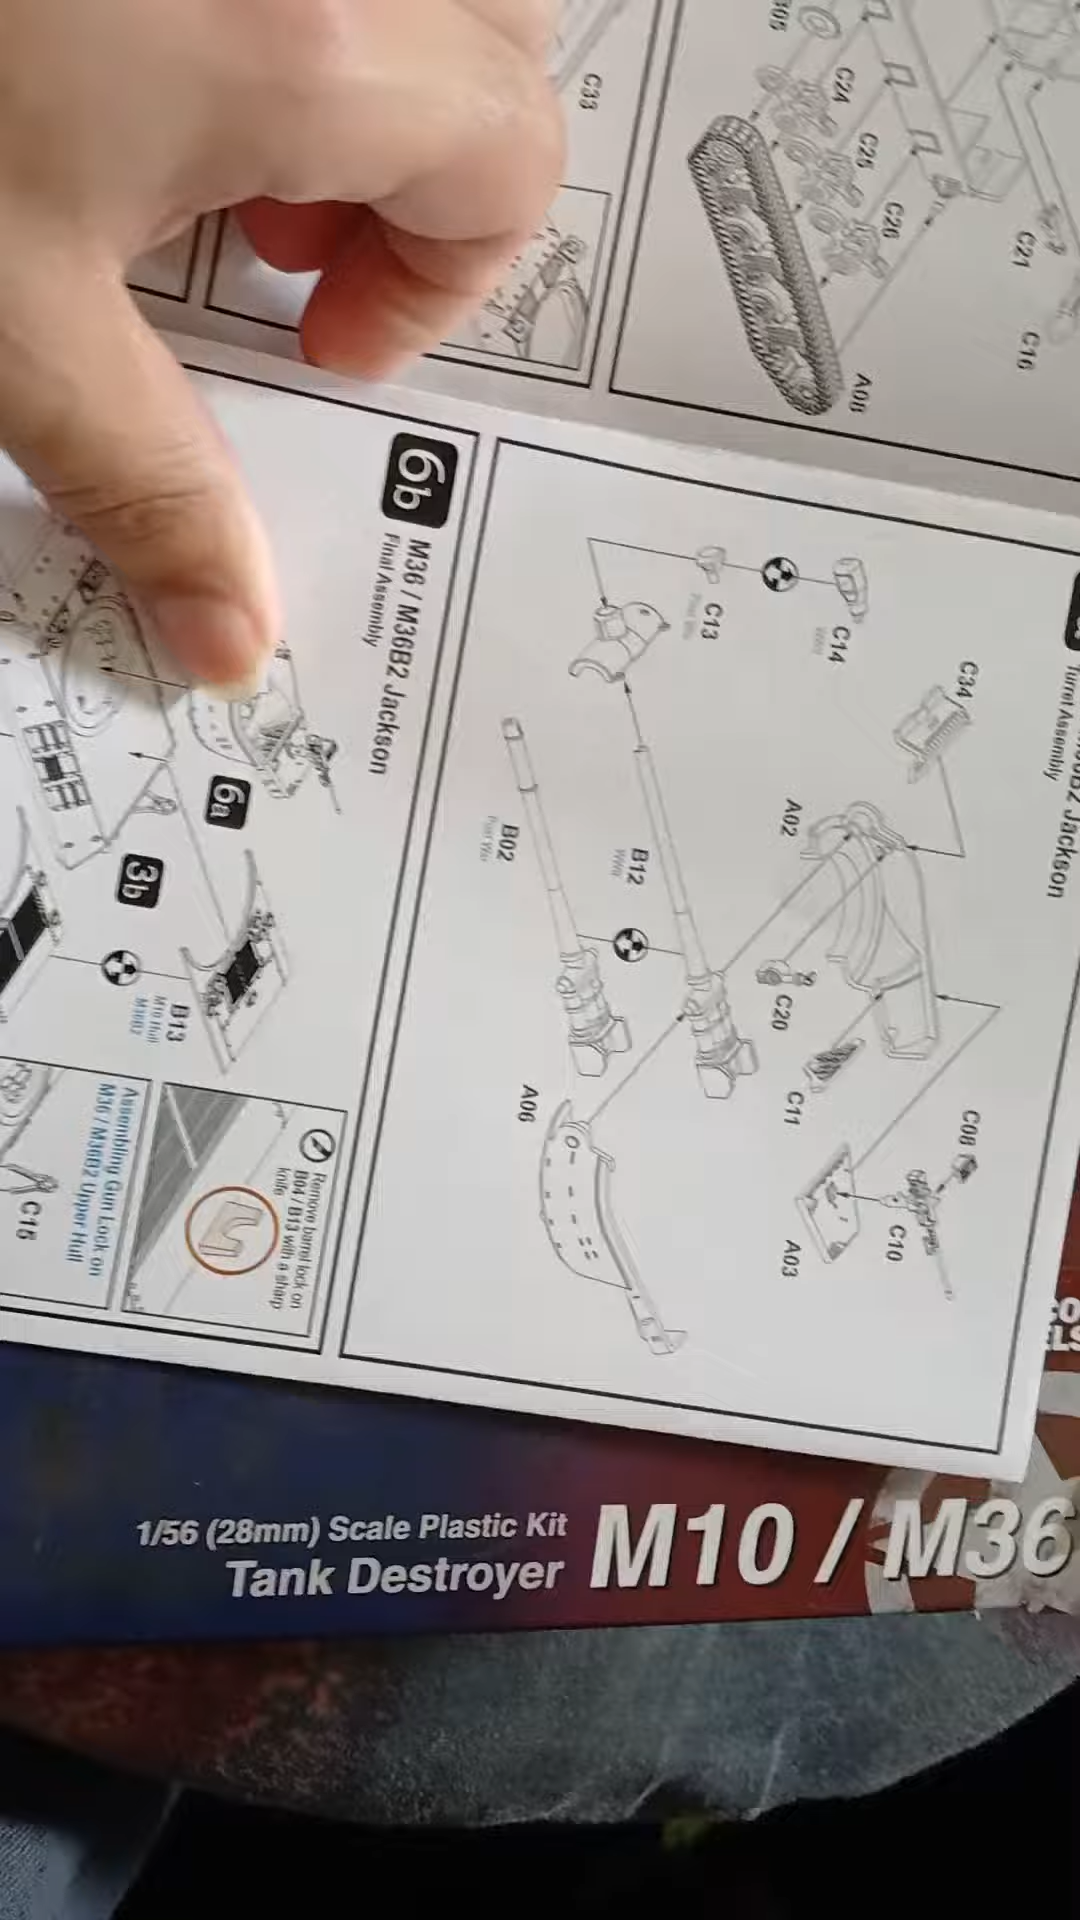 C33
C24
C25
C26
C21
C16
A08
Turret Assembly
C13
C14
C34
A02
B12
B02
C20
C11
A06
C08
C10
A03
6b
M36 / M36B2 Jackson
Final Assembly
6a
3b
B13
M10 Hull
M36B2
Remove barrel lock on
B04 / B13 with a sharp
knife
Assembling Gun Lock on
M36 / M36B2 Upper Hull
C15
1/56 (28mm) Scale Plastic Kit
Tank Destroyer
M10 / M36